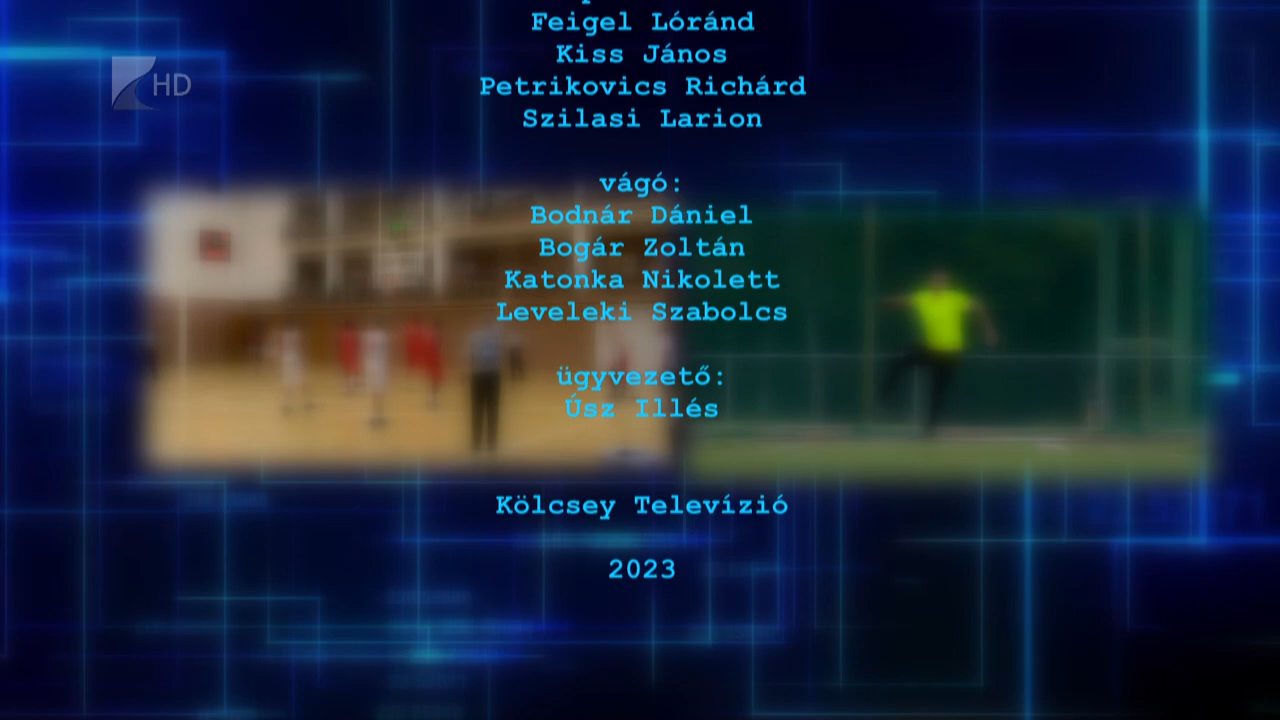 Feigel Lóránd
HD
Kiss János
Petrikovics Richárd
Szilasi Larion
vágó:
Bodnár Dániel
Bogár Zoltán
Katonka Nikolett
Leveleki Szabolcs
ügyvezető:
Úsz Illés
Kölcsey Televízió
2023